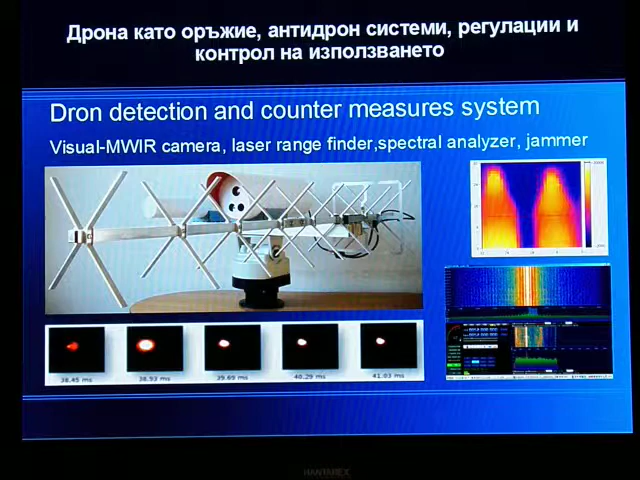 Дрона като оръжие, антидрон системи, регулации и
контрол на използването
Dron detection and counter measures system
Visual-MWIR camera, laser range finder,spectral analyzer, jammer
38.45 ms
38.93 ms
39.69 ms
40.29 ms
41.03 ms
HANTAREX